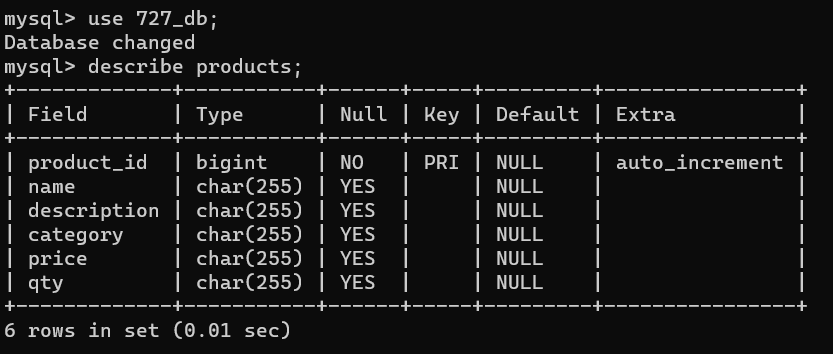 mysql> use 727_db;
Database changed
mysql> describe products;
+-------------+-----------+------+-----+---------+----------------+
| Field       | Type      | Null | Key | Default | Extra          |
+-------------+-----------+------+-----+---------+----------------+
| product_id  | bigint    | NO   | PRI | NULL    | auto_increment |
| name        | char(255) | YES  |     | NULL    |                |
| description | char(255) | YES  |     | NULL    |                |
| category    | char(255) | YES  |     | NULL    |                |
| price       | char(255) | YES  |     | NULL    |                |
| qty         | char(255) | YES  |     | NULL    |                |
+-------------+-----------+------+-----+---------+----------------+
6 rows in set (0.01 sec)